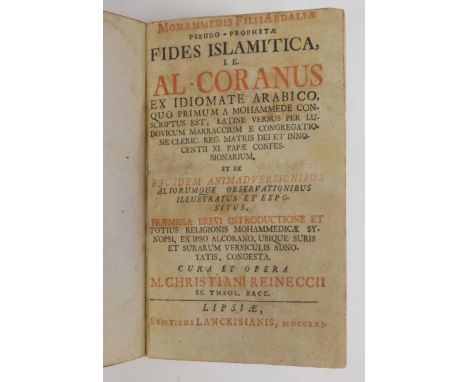 MOHAMMEDIS FILII ABDALLÆ
PSEUDO-PROPHETÆ
FIDES ISLAMITICA,
I. E.
AL-CORANUS
EX IDIOMATE ARABICO,
QUO PRIMUM A MOHAMMEDE CON-
SCRIPTUS EST, LATINE VERSUS PER LU-
DOVICUM MARRACCIUM E CONGREGATIO-
NE CLERIC. REG. MATRIS DEI ET INNO-
CENTII XI. PAPÆ CONFES-
SIONARIUM,
ET EX
EJUSDEM ANIMADVERSIONIBUS
ALIORUMQUE OBSERVATIONIBUS
ILLUSTRATUS ET EXPO-
SITUS,
PRÆMISSA BREVI INTRODUCTIONE ET
TOTIUS RELIGIONIS MOHAMMEDICÆ SY-
NOPSI, EX IPSO ALCORANO, UBIQUE SURIS
ET SURARUM VERSICULIS ADNO-
TATIS, CONGESTA.
CURA ET OPERA
M. CHRISTIANI REINECCII
SS. THEOL. BACC.
LIPSIÆ,
SVMTIBUS LANCKISIANIS, MDCCXXI.